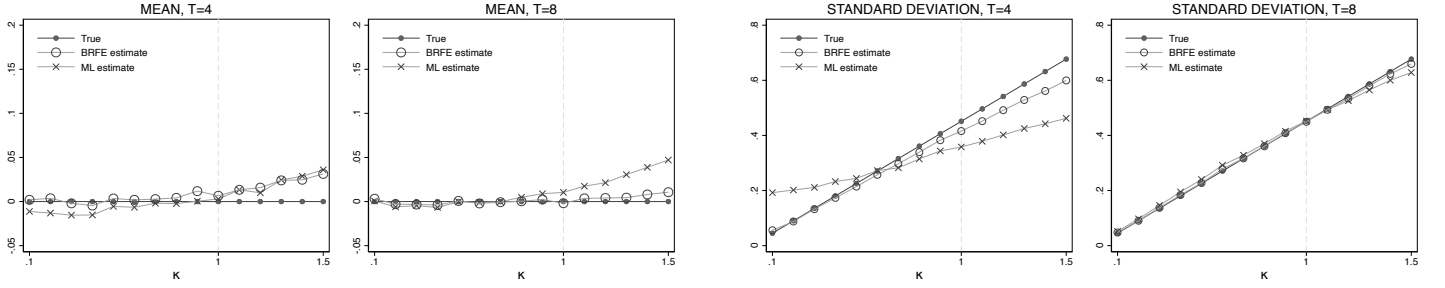 MEAN, T=4
.2
.15
.1
.05
0
-.05
True
BRFE estimate
ML estimate
.1
1
1.5
K
MEAN, T=8
.2
.15
.1
.05
0
-.05
True
BRFE estimate
ML estimate
.1
1
1.5
K
STANDARD DEVIATION, T=4
.8
.6
.4
.2
0
True
BRFE estimate
ML estimate
.1
1
1.5
K
STANDARD DEVIATION, T=8
.8
.6
.4
.2
0
True
BRFE estimate
ML estimate
.1
1
1.5
K